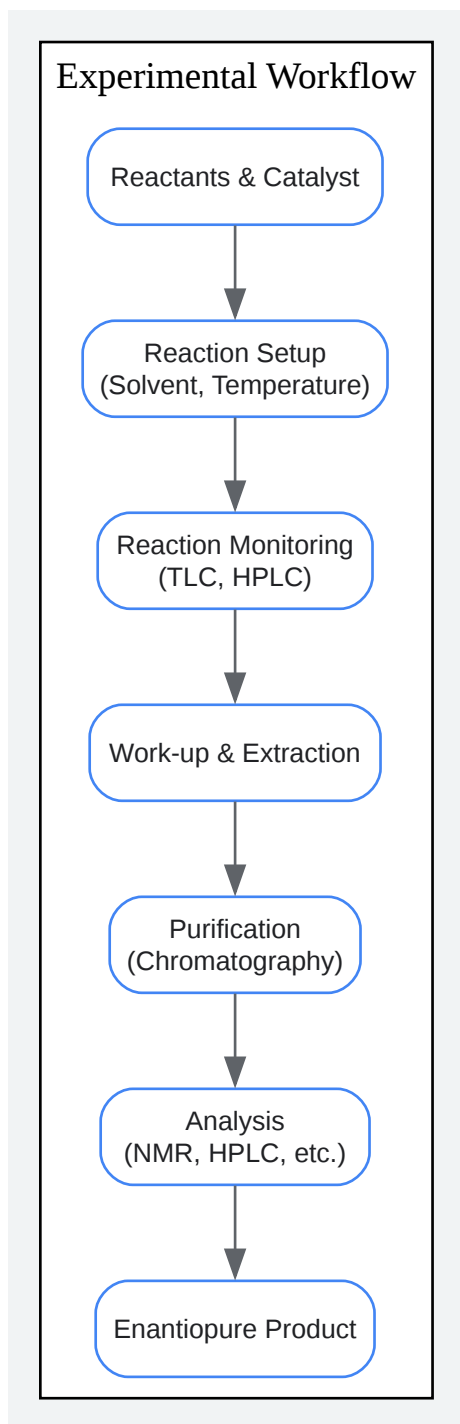 Experimental Workflow
Reactants & Catalyst
Reaction Setup
(Solvent, Temperature)
Reaction Monitoring
(TLC, HPLC)
Work-up & Extraction
Purification
(Chromatography)
Analysis
(NMR, HPLC, etc.)
Enantiopure Product